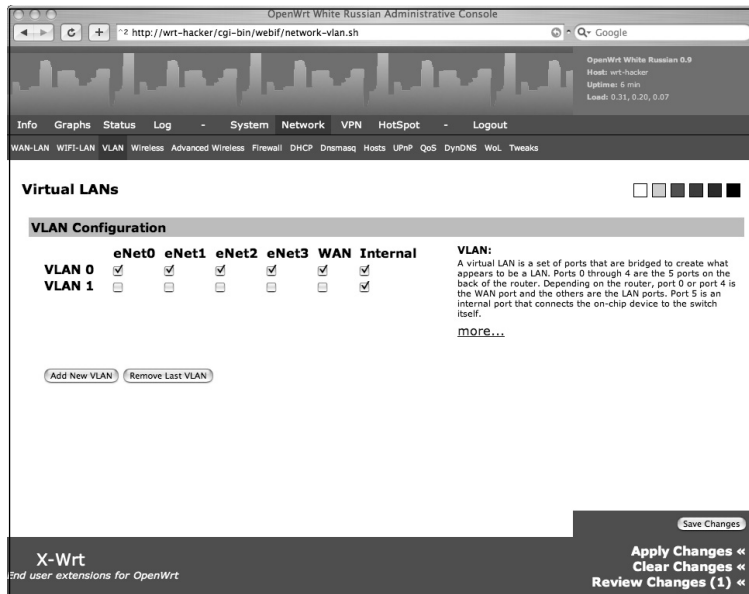 OpenWrt White Russian Administrative Console
http://wrt-hacker/cgi-bin/webif/network-vlan.sh
Google
OpenWrt White Russian 0.9
Host: wrt-hacker
Uptime: 6 min
Load: 0.31, 0.20, 0.07
Info Graphs Status Log - System Network VPN HotSpot - Logout
WAN-LAN WIFI-LAN VLAN Wireless Advanced Wireless Firewall DHCP Dnsmasq Hosts UPnP QoS DynDNS WoL Tweaks
Virtual LANs
VLAN Configuration
eNet0 eNet1 eNet2 eNet3 WAN Internal
VLAN 0
VLAN 1
VLAN:
A virtual LAN is a set of ports that are bridged to create what
appears to be a LAN. Ports 0 through 4 are the 5 ports on the
back of the router. Depending on the router, port 0 or port 4 is
the WAN port and the others are the LAN ports. Port 5 is an
internal port that connects the on-chip device to the switch
itself.
more...
Add New VLAN Remove Last VLAN
Save Changes
X-Wrt
End user extensions for OpenWrt
Apply Changes «
Clear Changes «
Review Changes (1) «